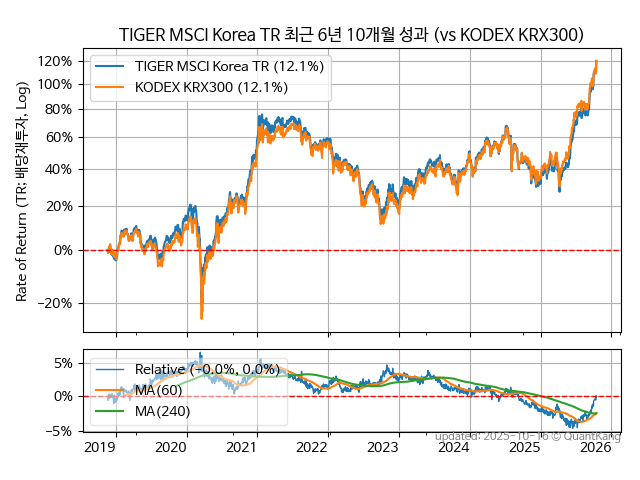 TIGER MSCI Korea TR 최근 6년 10개월 성과 (vs KODEX KRX300)
TIGER MSCI Korea TR (12.1%)
KODEX KRX300 (12.1%)
Rate of Return (TR: 배당재투자, Log)
120%
100%
80%
60%
40%
20%
0%
−20%
Relative (−0.0%, 0.0%)
MA(60)
MA(240)
5%
0%
−5%
updated: 2025-10-16 © QuantKang
2019 2020 2021 2022 2023 2024 2025 2026